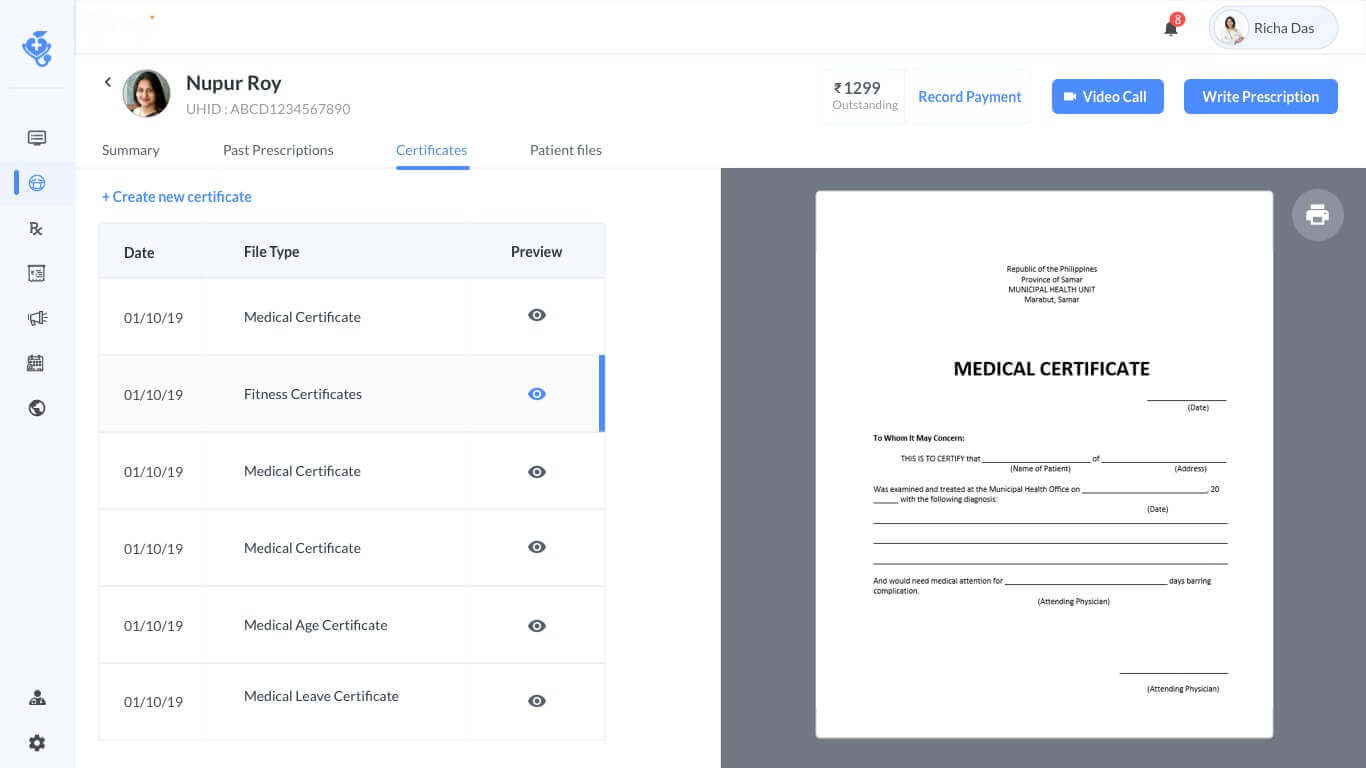 8
Richa Das
Nupur Roy
UHID : ABCD1234567890
₹1299
Outstanding
Record Payment
Video Call
Write Prescription
Summary
Past Prescriptions
Certificates
Patient files
+ Create new certificate
Date File Type Preview
01/10/19 Medical Certificate
01/10/19 Fitness Certificates
01/10/19 Medical Certificate
01/10/19 Medical Certificate
01/10/19 Medical Age Certificate
01/10/19 Medical Leave Certificate
Republic of the Philippines
Province of Samar
MUNICIPAL HEALTH UNIT
Marabut, Samar
MEDICAL CERTIFICATE
(Date)
To Whom It May Concern:
THIS IS TO CERTIFY that ____ of ____
(Name of Patient) (Address)
Was examined and treated at the Municipal Health Office on ____, 20
____ with the following diagnosis:
(Date)
And would need medical attention for ____ days barring
complication.
(Attending Physician)
(Attending Physician)